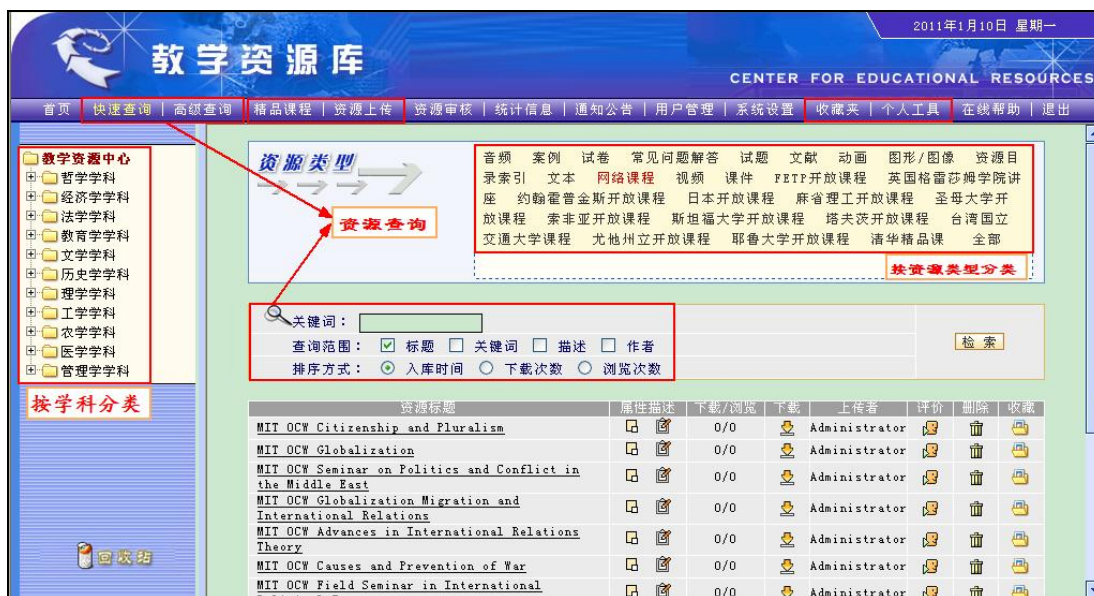 2011年1月10日 星期一
教学资源库
CENTER FOR EDUCATIONAL RESOURCES
首页 | 快速查询 | 高级查询 | 精品课程 | 资源上传 | 资源审核 | 统计信息 | 通知公告 | 用户管理 | 系统设置 | 收藏夹 | 个人工具 | 在线帮助 | 退出
教学资源中心
哲学学科
经济学学科
法学学科
教育学学科
文学学科
历史学学科
理学学科
工学学科
农学学科
医学学科
管理学学科
按学科分类
回收站
资源类型
资源查询
音频 案例 试卷 常见问题解答 试题 文献 动画 图形/图像 资源目
录索引 文本 网络课程 视频 课件 FETP开放课程 英国格雷莎姆学院讲
座 约翰霍普金斯开放课程 日本开放课程 麻省理工开放课程 圣母大学开
放课程 索非亚开放课程 斯坦福大学开放课程 塔夫茨开放课程 台湾国立
交通大学课程 尤他州立开放课程 耶鲁大学开放课程 清华精品课 全部
按资源类型分类
关键词：
查询范围： 标题 关键词 描述 作者
排序方式： 入库时间 下载次数 浏览次数
检 索
资源标题 属性 描述 下载/浏览 下载 上传者 评价 删除 收藏
MIT OCW Citizenship and Pluralism 0/0 Administrator
MIT OCW Globalization 0/0 Administrator
MIT OCW Seminar on Politics and Conflict in
the Middle East 0/0 Administrator
MIT OCW Globalization Migration and
International Relations 0/0 Administrator
MIT OCW Advances in International Relations
Theory 0/0 Administrator
MIT OCW Causes and Prevention of War 0/0 Administrator
MIT OCW Field Seminar in International 0/0 Administrator